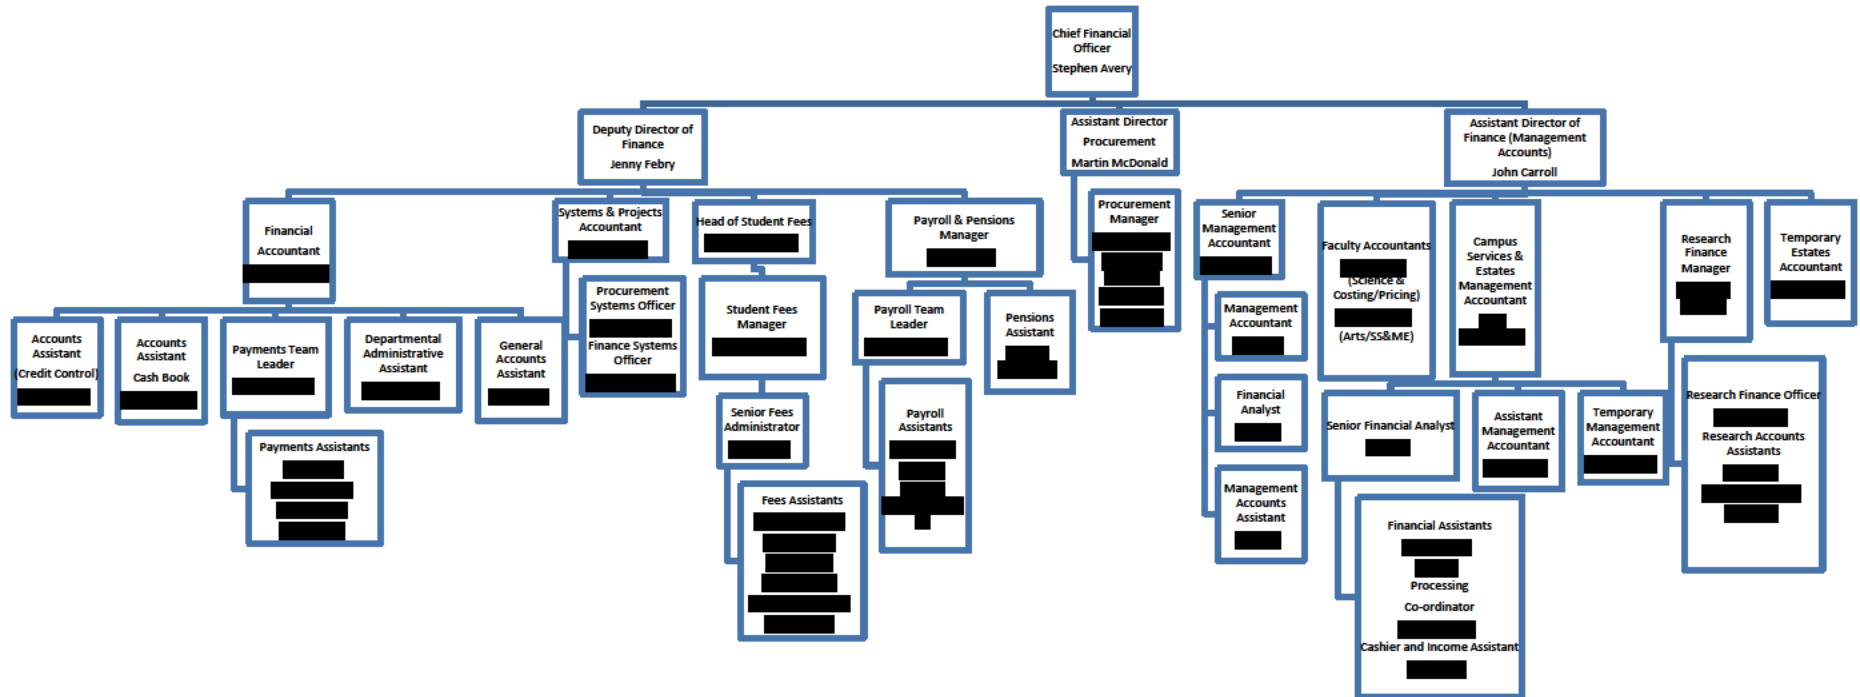 Chief Financial
Officer
Stephen Avery
Deputy Director of
Finance
Jenny Febry
Assistant Director
Procurement
Martin McDonald
Assistant Director of
Finance (Management
Accounts)
John Carroll
Financial
Accountant
Systems & Projects
Accountant
Head of Student Fees
Payroll & Pensions
Manager
Procurement
Manager
Senior
Management
Accountant
Faculty Accountants
(Science &
Costing/Pricing)
(Arts/SS&ME)
Campus
Services &
Estates
Management
Accountant
Research
Finance
Manager
Temporary
Estates
Accountant
Accounts
Assistant
(Credit Control)
Accounts
Assistant
Cash Book
Payments Team
Leader
Departmental
Administrative
Assistant
General
Accounts
Assistant
Procurement
Systems Officer
Finance Systems
Officer
Student Fees
Manager
Payroll Team
Leader
Pensions
Assistant
Management
Accountant
Financial
Analyst
Management
Accounts
Assistant
Senior Financial Analyst
Assistant
Management
Accountant
Temporary
Management
Accountant
Research Finance Officer
Research Accounts
Assistants
Payments Assistants
Senior Fees
Administrator
Payroll
Assistants
Fees Assistants
Financial Assistants
Processing
Co-ordinator
Cashier and Income Assistant